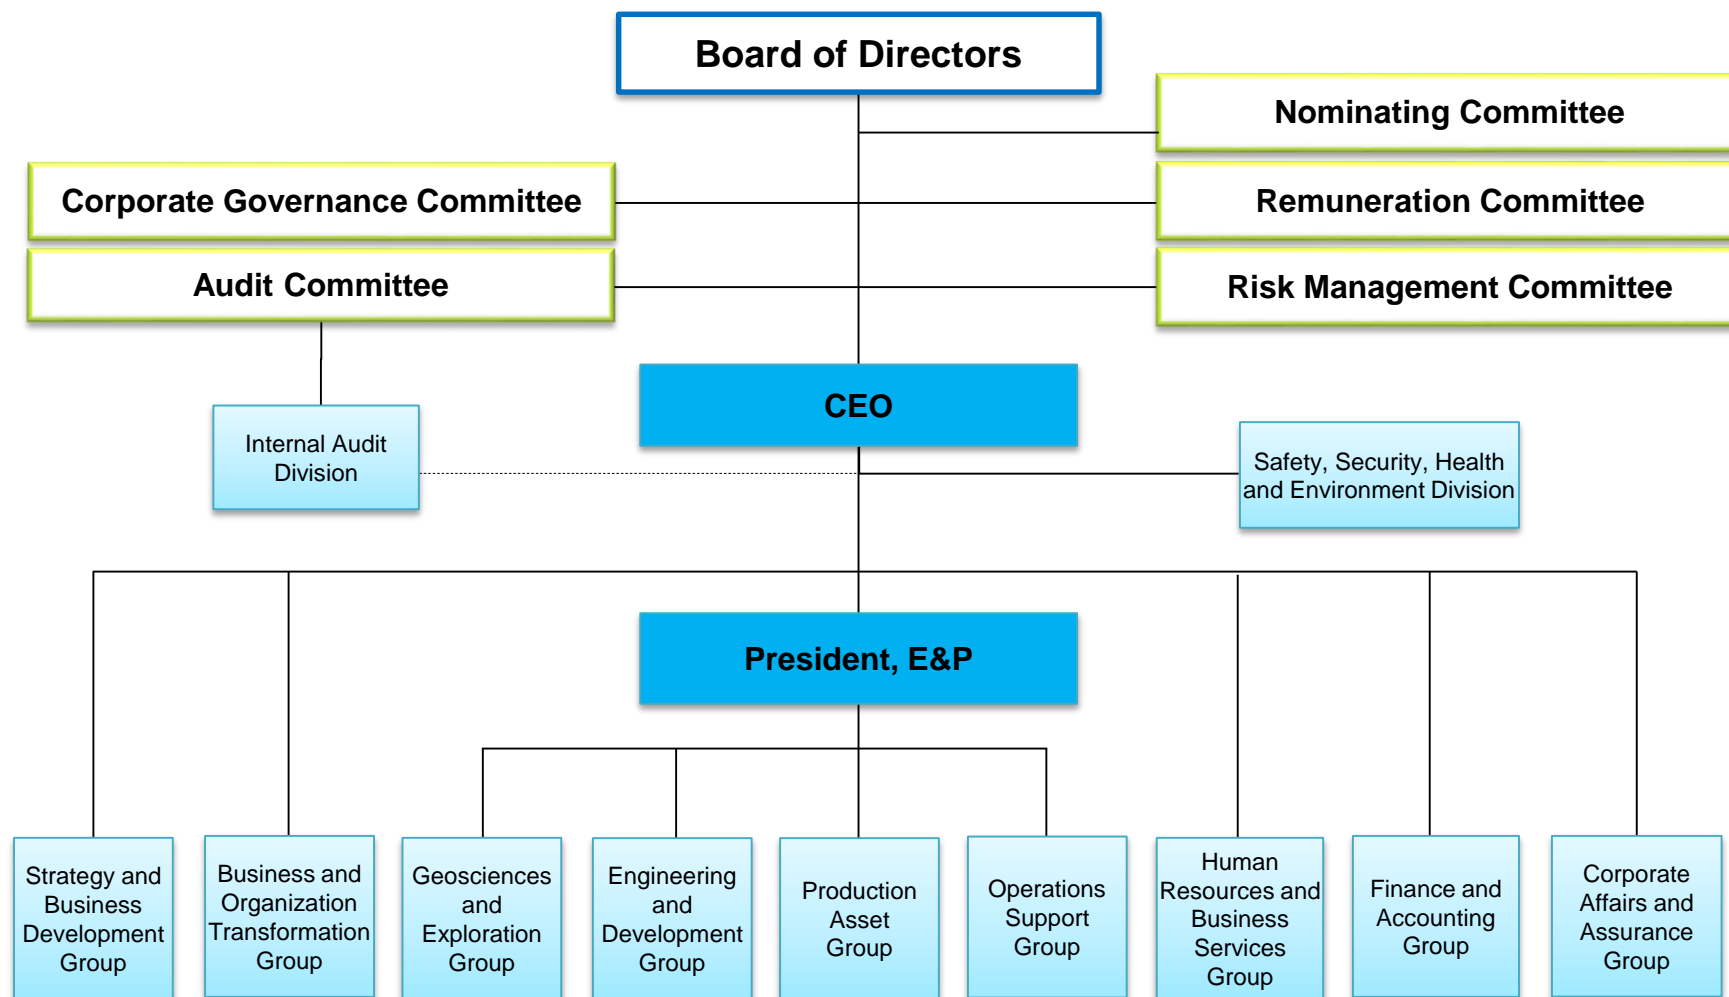 Board of Directors
Nominating Committee
Corporate Governance Committee
Remuneration Committee
Audit Committee
Risk Management Committee
CEO
Internal Audit
Division
Safety, Security, Health
and Environment Division
President, E&P
Strategy and
Business
Development
Group
Business and
Organization
Transformation
Group
Geosciences
and
Exploration
Group
Engineering
and
Development
Group
Production
Asset
Group
Operations
Support
Group
Human
Resources and
Business
Services
Group
Finance and
Accounting
Group
Corporate
Affairs and
Assurance
Group